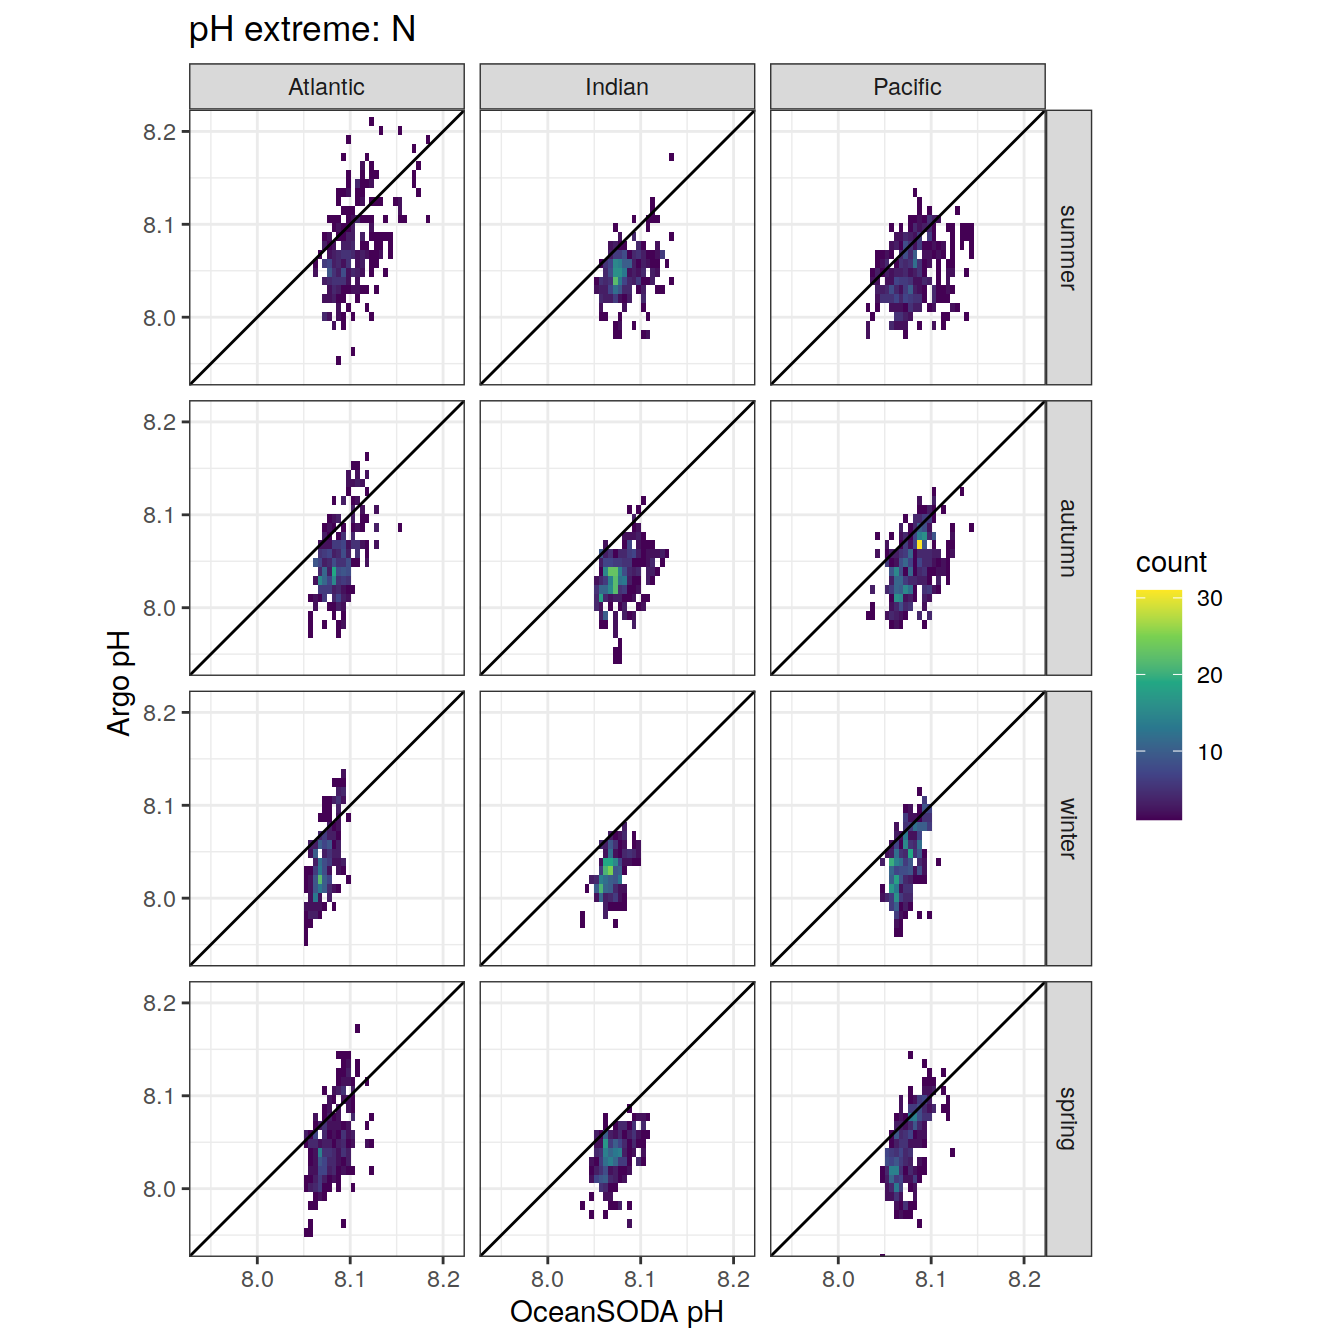 pH extreme: N
Atlantic Indian Pacific
8.2
8.1
8.0
summer
8.2
8.1
8.0
autumn
8.2
8.1
8.0
winter
8.2
8.1
8.0
spring
8.0 8.1 8.2 8.0 8.1 8.2 8.0 8.1 8.2
OceanSODA pH
Argo pH
count
30
20
10